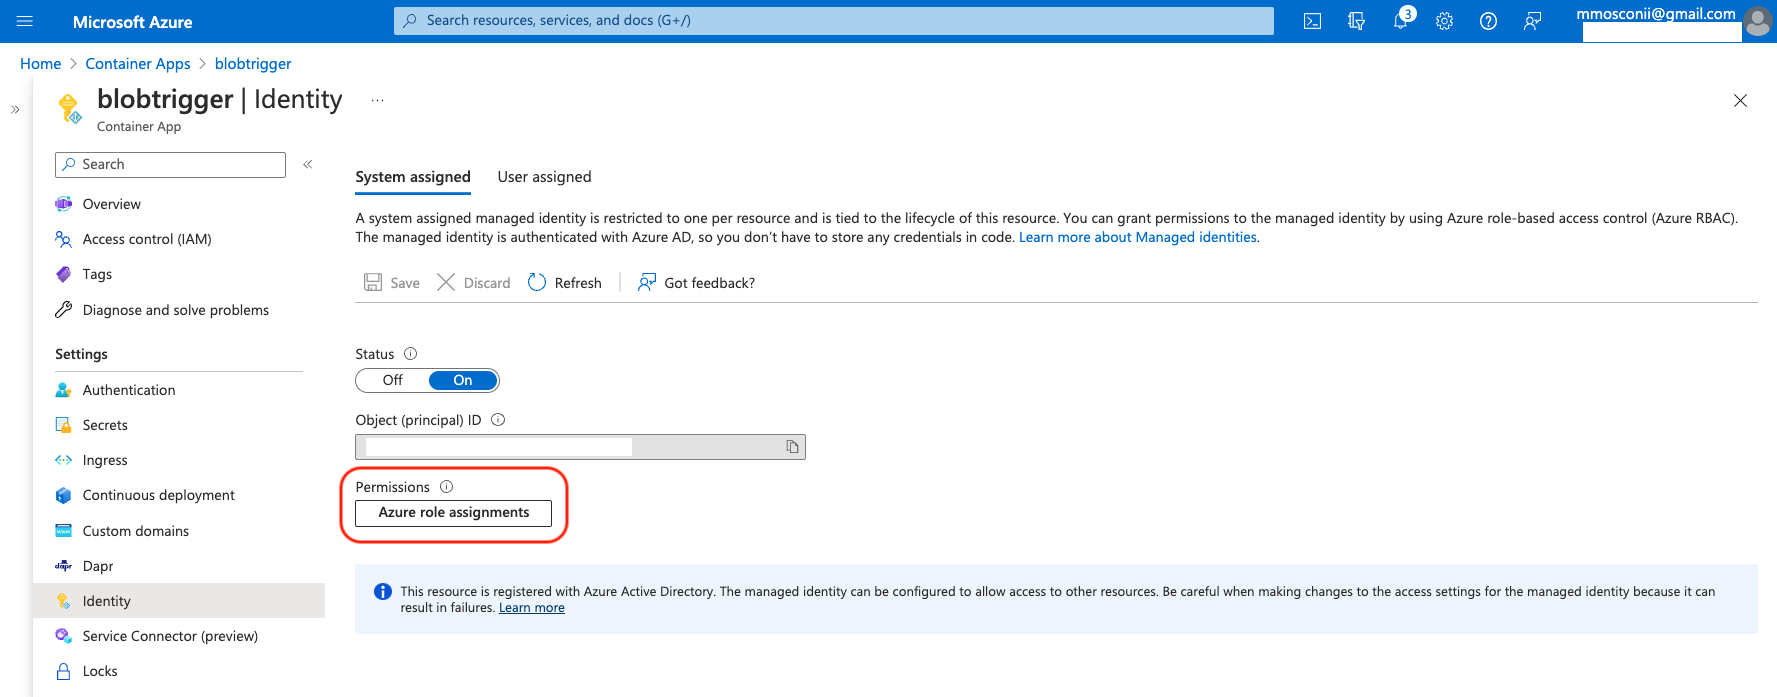 Microsoft Azure
Search resources, services, and docs (G+/)
3
mmosconii@gmail.com
Home > Container Apps > blobtrigger
blobtrigger | Identity ...
Container App
Search
Overview
Access control (IAM)
Tags
Diagnose and solve problems
Settings
Authentication
Secrets
Ingress
Continuous deployment
Custom domains
dapr Dapr
Identity
Service Connector (preview)
Locks
System assigned User assigned
A system assigned managed identity is restricted to one per resource and is tied to the lifecycle of this resource. You can grant permissions to the managed identity by using Azure role-based access control (Azure RBAC).
The managed identity is authenticated with Azure AD, so you don’t have to store any credentials in code. Learn more about Managed identities.
Save Discard Refresh Got feedback?
Status
Off On
Object (principal) ID
Permissions
Azure role assignments
This resource is registered with Azure Active Directory. The managed identity can be configured to allow access to other resources. Be careful when making changes to the access settings for the managed identity because it can
result in failures. Learn more